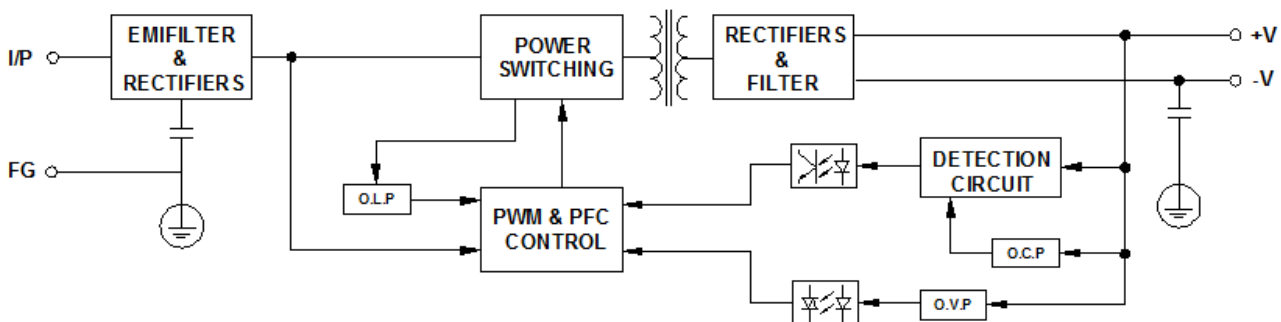 I/P
EMIFILTER
&
RECTIFIERS
POWER
SWITCHING
RECTIFIERS
&
FILTER
+V
-V
FG
O.L.P
PWM & PFC
CONTROL
DETECTION
CIRCUIT
O.C.P
O.V.P